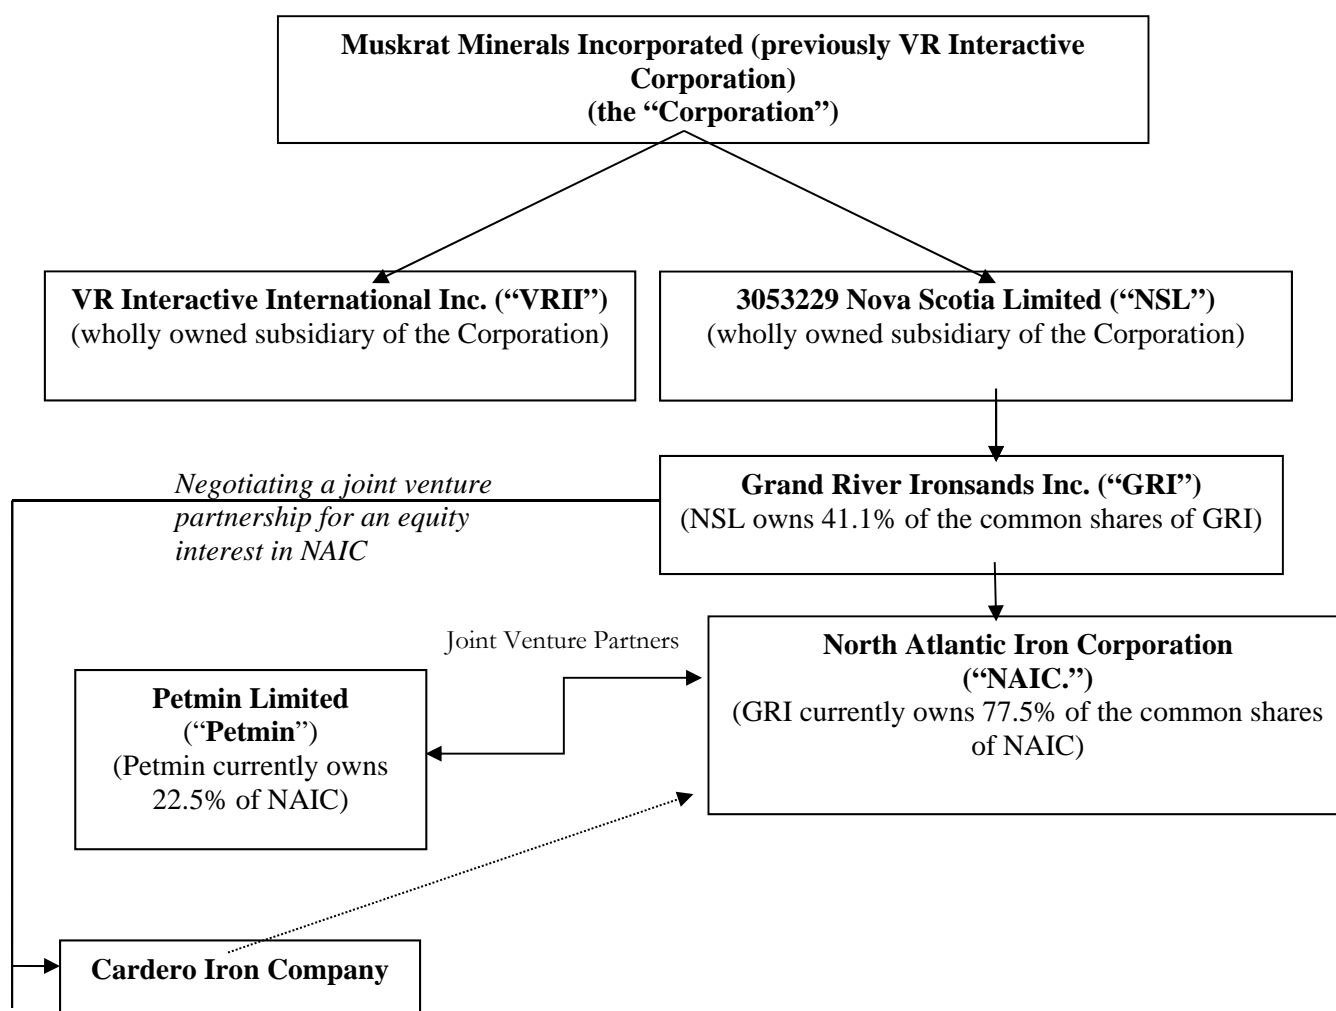 Muskrat Minerals Incorporated (previously VR Interactive
Corporation)
(the “Corporation”)
VR Interactive International Inc. (“VRII”)
(wholly owned subsidiary of the Corporation)
3053229 Nova Scotia Limited (“NSL”)
(wholly owned subsidiary of the Corporation)
Negotiating a joint venture
partnership for an equity
interest in NAIC
Grand River Ironsands Inc. (“GRI”)
(NSL owns 41.1% of the common shares of GRI)
Joint Venture Partners
North Atlantic Iron Corporation
(“NAIC.”)
(GRI currently owns 77.5% of the common shares
of NAIC)
Petmin Limited
(“Petmin”)
(Petmin currently owns
22.5% of NAIC)
Cardero Iron Company